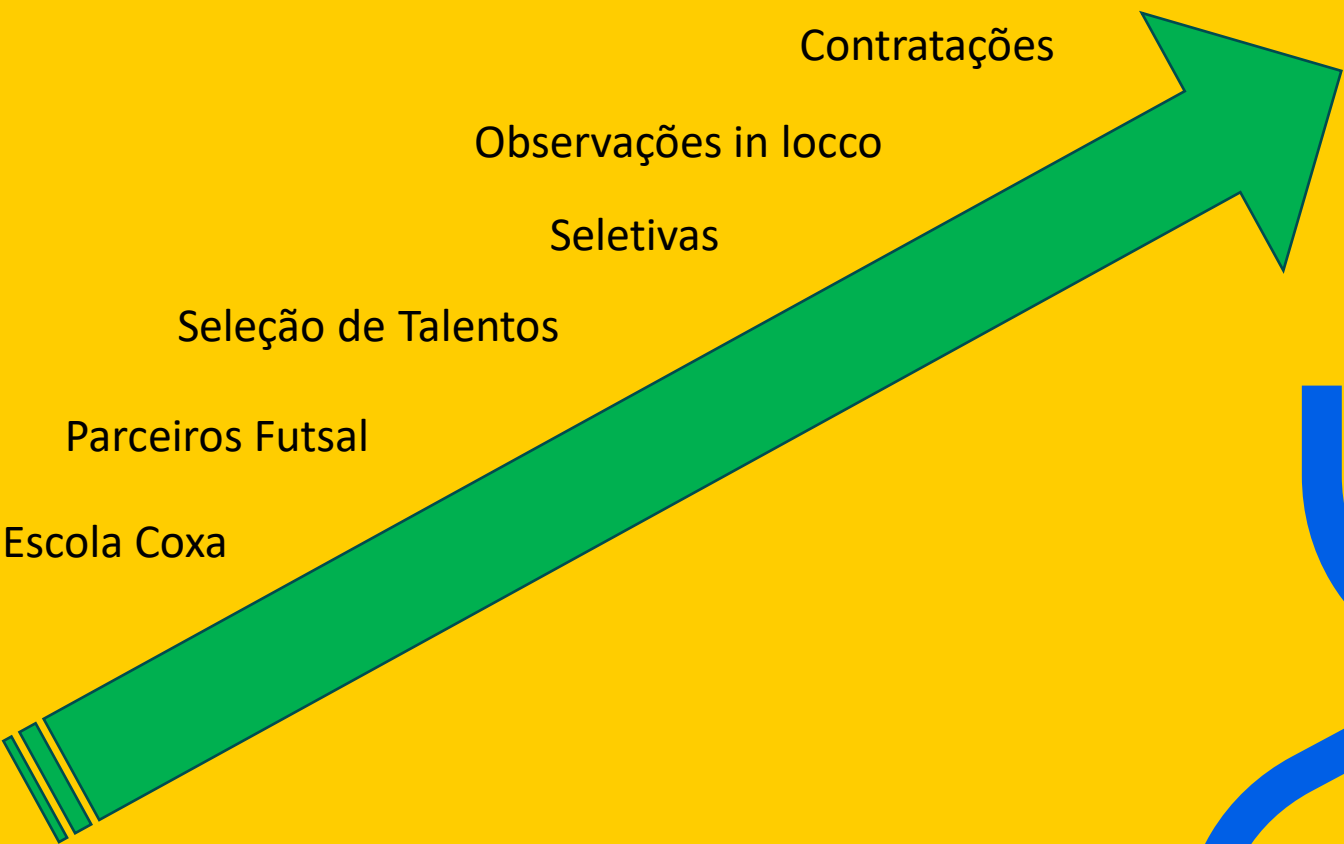 Contratações
Observações in locco
Seletivas
Seleção de Talentos
Parceiros Futsal
Escola Coxa